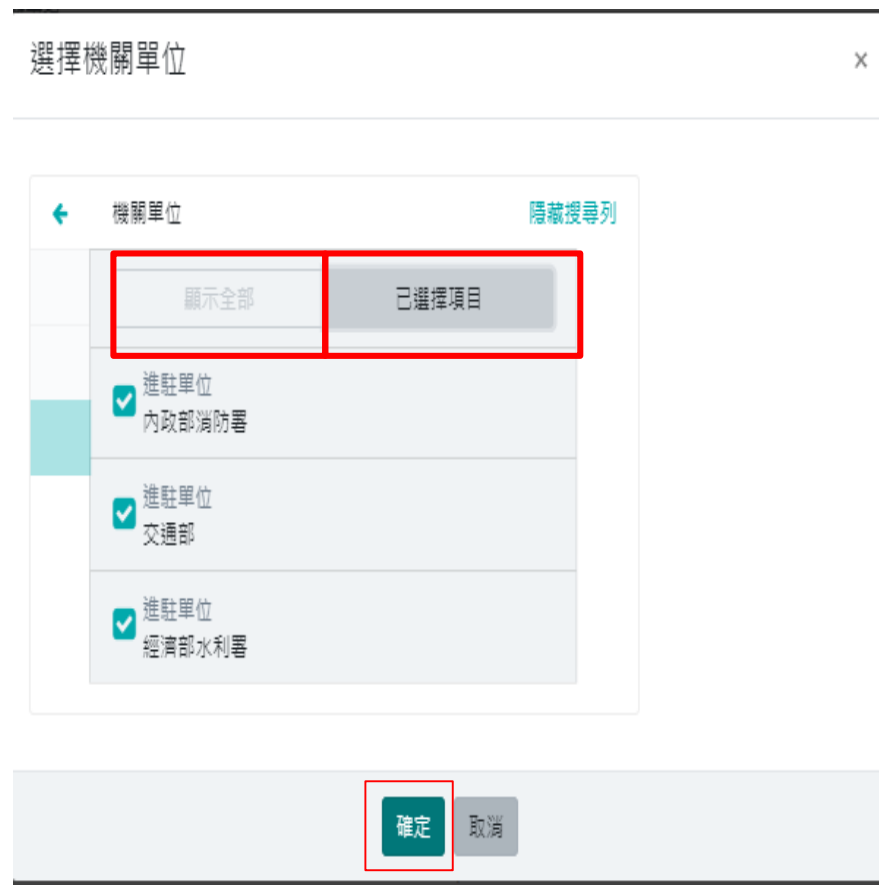 選擇機關單位
×
機關單位
隱藏搜尋列
顯示全部
已選擇項目
進駐單位
內政部消防署
進駐單位
交通部
進駐單位
經濟部水利署
確定
取消